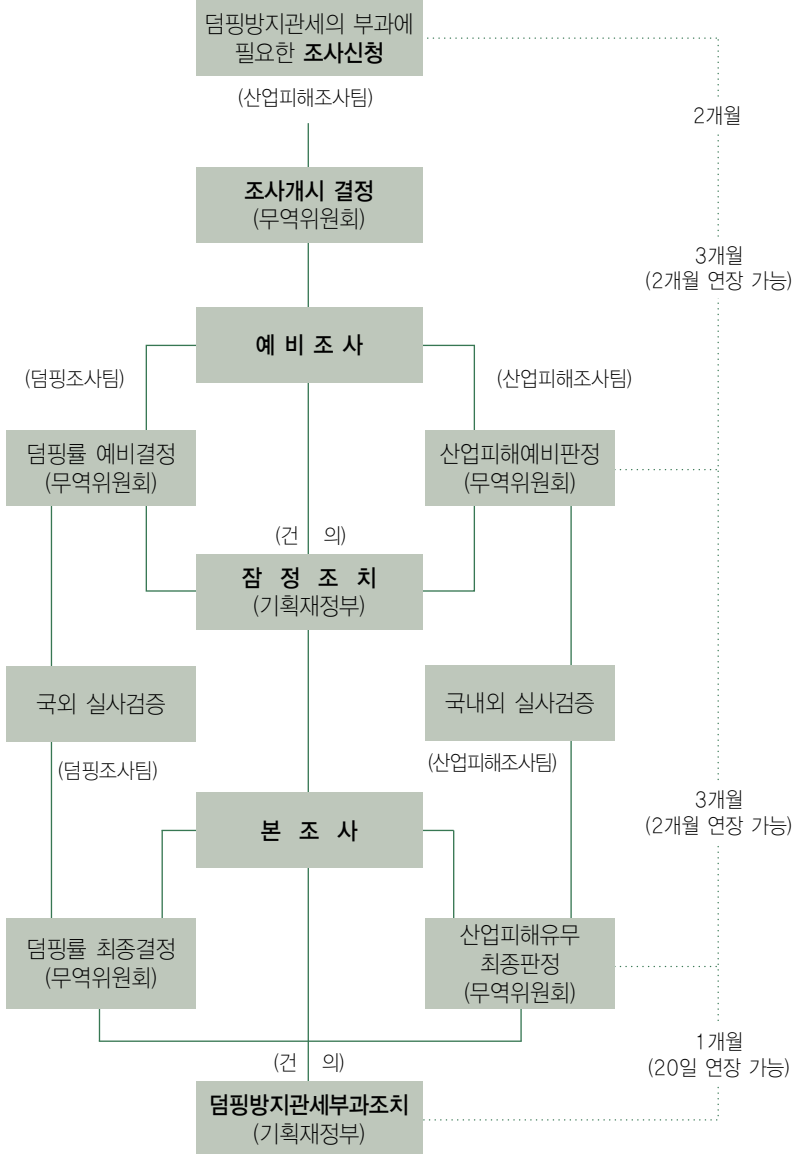 덤핑방지관세의 부과에
필요한 조사신청
(산업피해조사팀)
2개월
조사개시 결정
(무역위원회)
3개월
(2개월 연장 가능)
예 비 조 사
(덤핑조사팀)
(산업피해조사팀)
덤핑률 예비결정
(무역위원회)
산업피해예비판정
(무역위원회)
(건 의)
잠 정 조 치
(기획재정부)
국외 실사검증
국내외 실사검증
(덤핑조사팀)
(산업피해조사팀)
3개월
(2개월 연장 가능)
본 조 사
덤핑률 최종결정
(무역위원회)
산업피해유무
최종판정
(무역위원회)
1개월
(20일 연장 가능)
(건 의)
덤핑방지관세부과조치
(기획재정부)